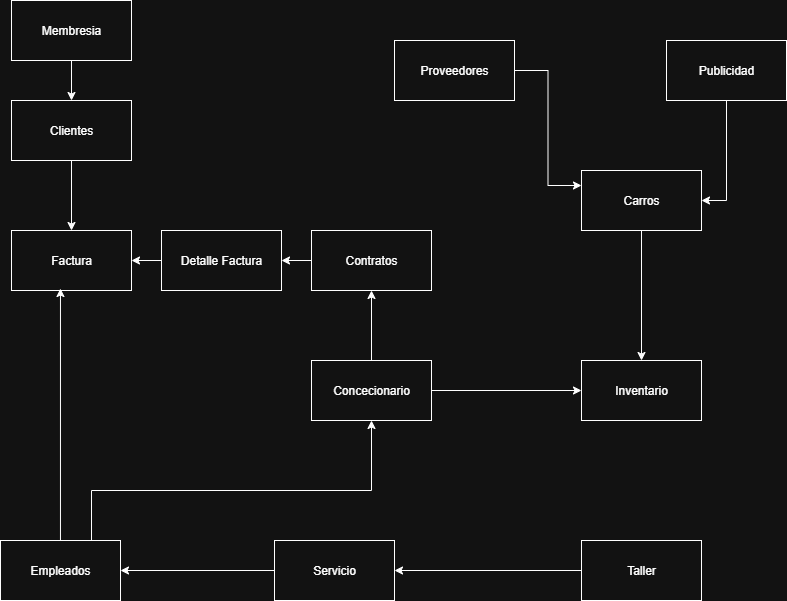 Membresia
Proveedores
Publicidad
Clientes
Carros
Factura
Detalle Factura
Contratos
Concecionario
Inventario
Empleados
Servicio
Taller